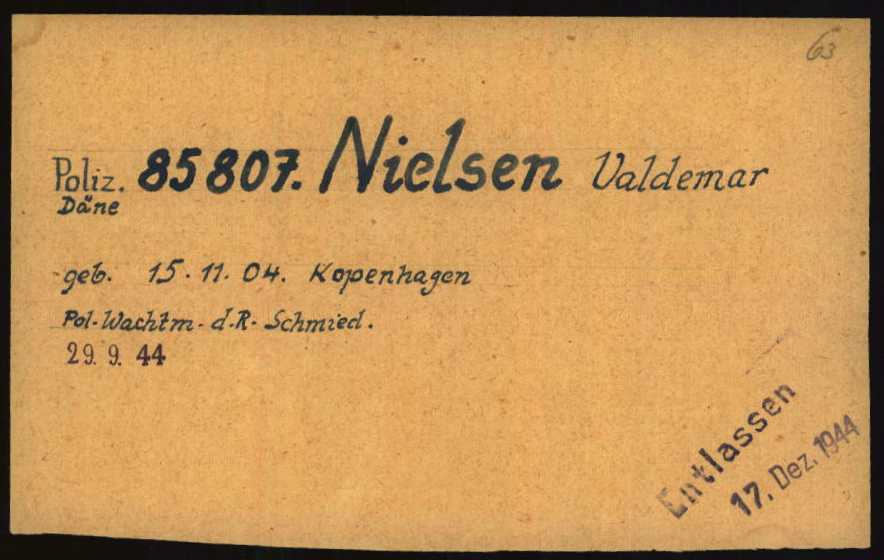 63
Poliz. 85807. Nielsen Valdemar
Däne
geb. 15.11.04. Kopenhagen
Pol-Wachtm-d-R-Schmied.
29.9.44
Entlassen
17. Dez. 1944